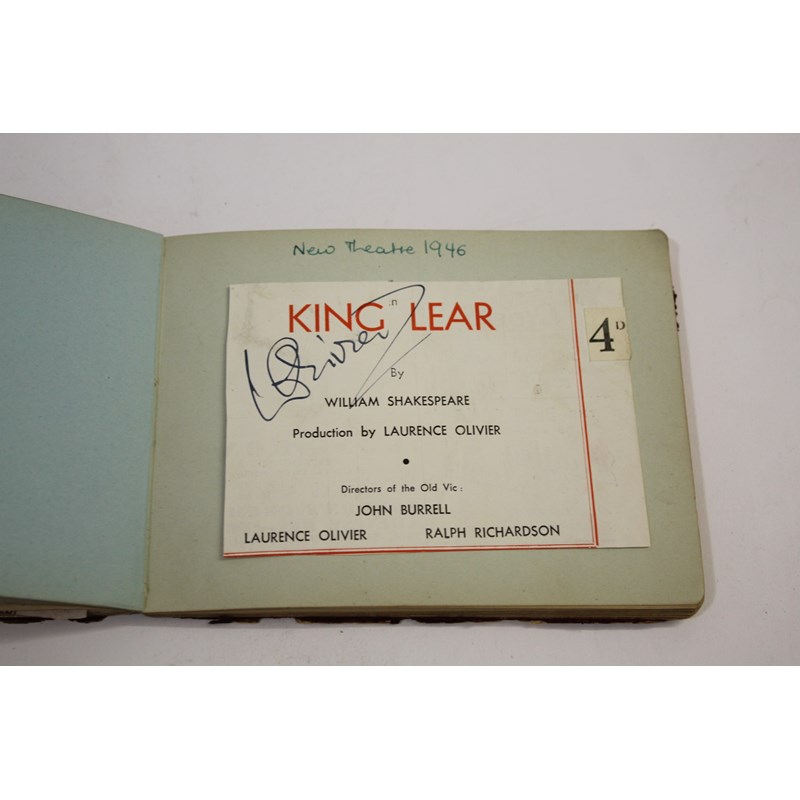 New Theatre 1946
KING LEAR
LOlivier
4D
By
WILLIAM SHAKESPEARE
Production by LAURENCE OLIVIER
•
Directors of the Old Vic:
JOHN BURRELL
LAURENCE OLIVIER RALPH RICHARDSON